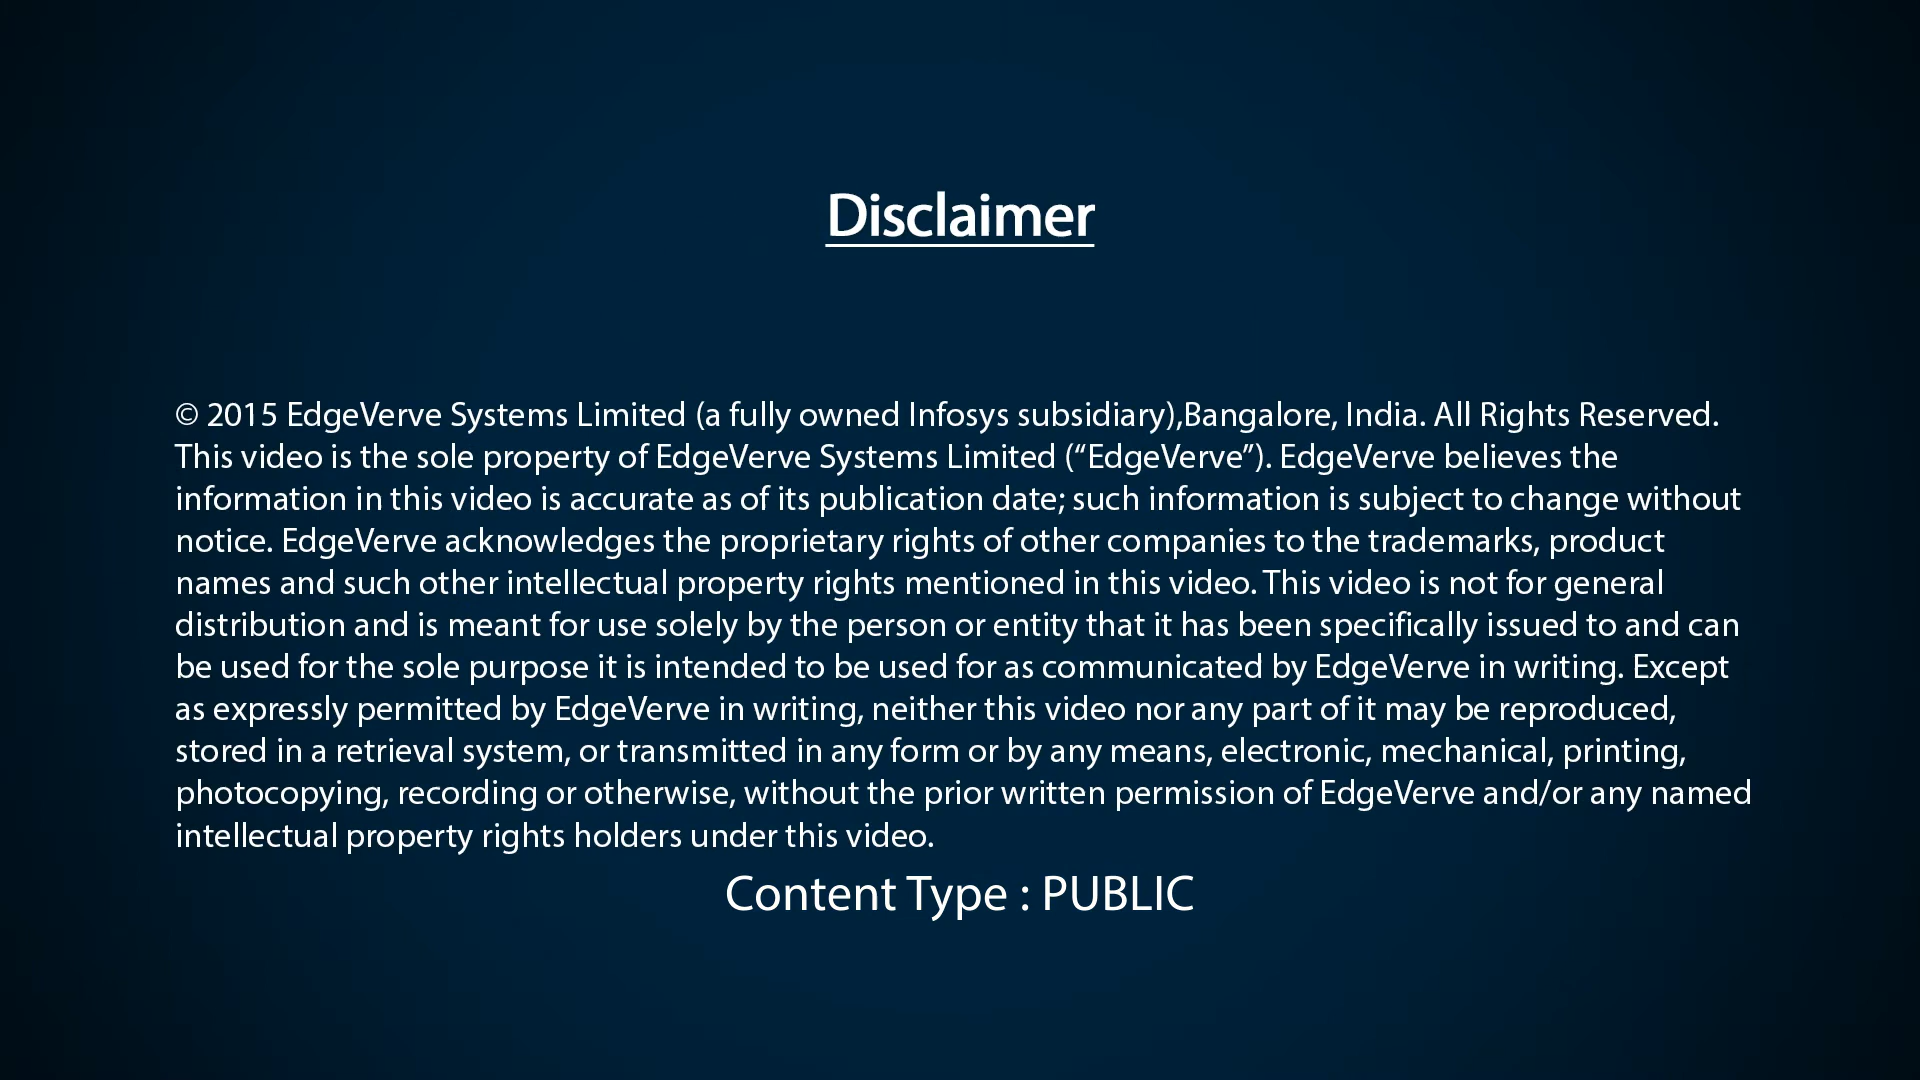 Disclaimer
© 2015 EdgeVerve Systems Limited (a fully owned Infosys subsidiary),Bangalore, India. All Rights Reserved.
This video is the sole property of EdgeVerve Systems Limited (“EdgeVerve”). EdgeVerve believes the
information in this video is accurate as of its publication date; such information is subject to change without
notice. EdgeVerve acknowledges the proprietary rights of other companies to the trademarks, product
names and such other intellectual property rights mentioned in this video. This video is not for general
distribution and is meant for use solely by the person or entity that it has been specifically issued to and can
be used for the sole purpose it is intended to be used for as communicated by EdgeVerve in writing. Except
as expressly permitted by EdgeVerve in writing, neither this video nor any part of it may be reproduced,
stored in a retrieval system, or transmitted in any form or by any means, electronic, mechanical, printing,
photocopying, recording or otherwise, without the prior written permission of EdgeVerve and/or any named
intellectual property rights holders under this video.
Content Type : PUBLIC